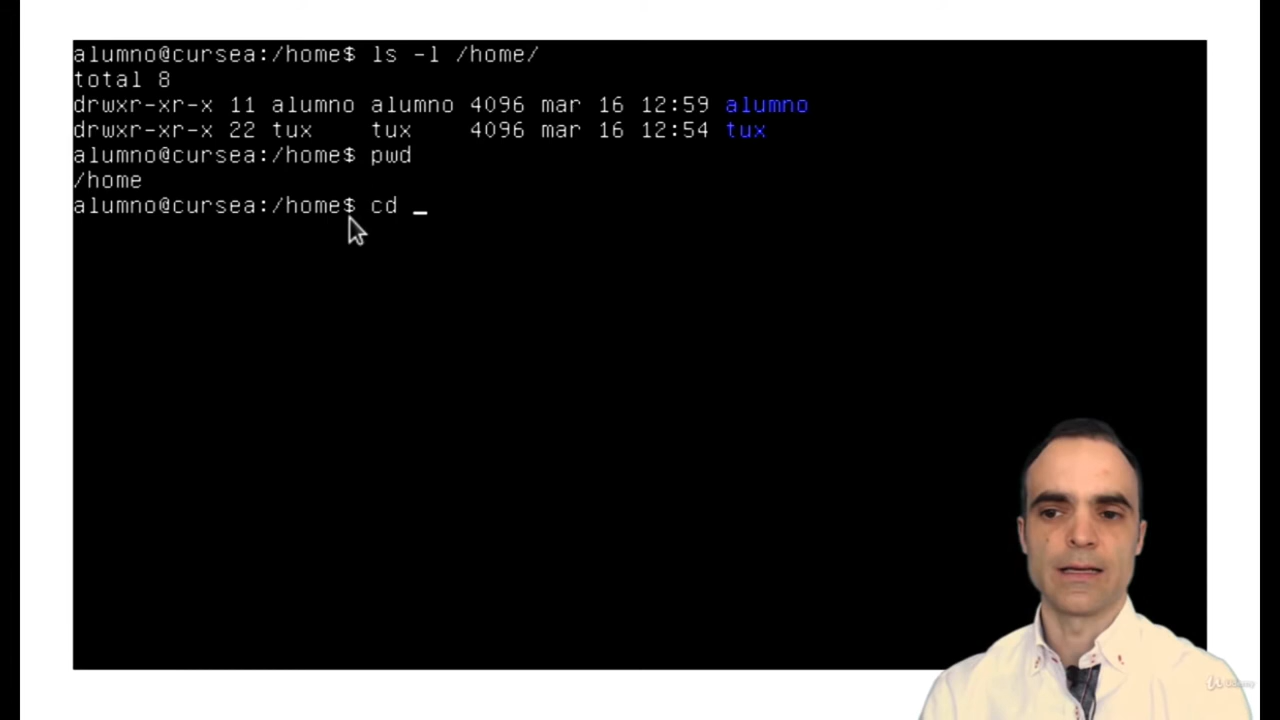 alumno@cursea:/home$ ls -l /home/
total 8
drwxr-xr-x 11 alumno alumno 4096 mar 16 12:59 alumno
drwxr-xr-x 22 tux    tux    4096 mar 16 12:54 tux
alumno@cursea:/home$ pwd
/home
alumno@cursea:/home$ cd _
Udemy